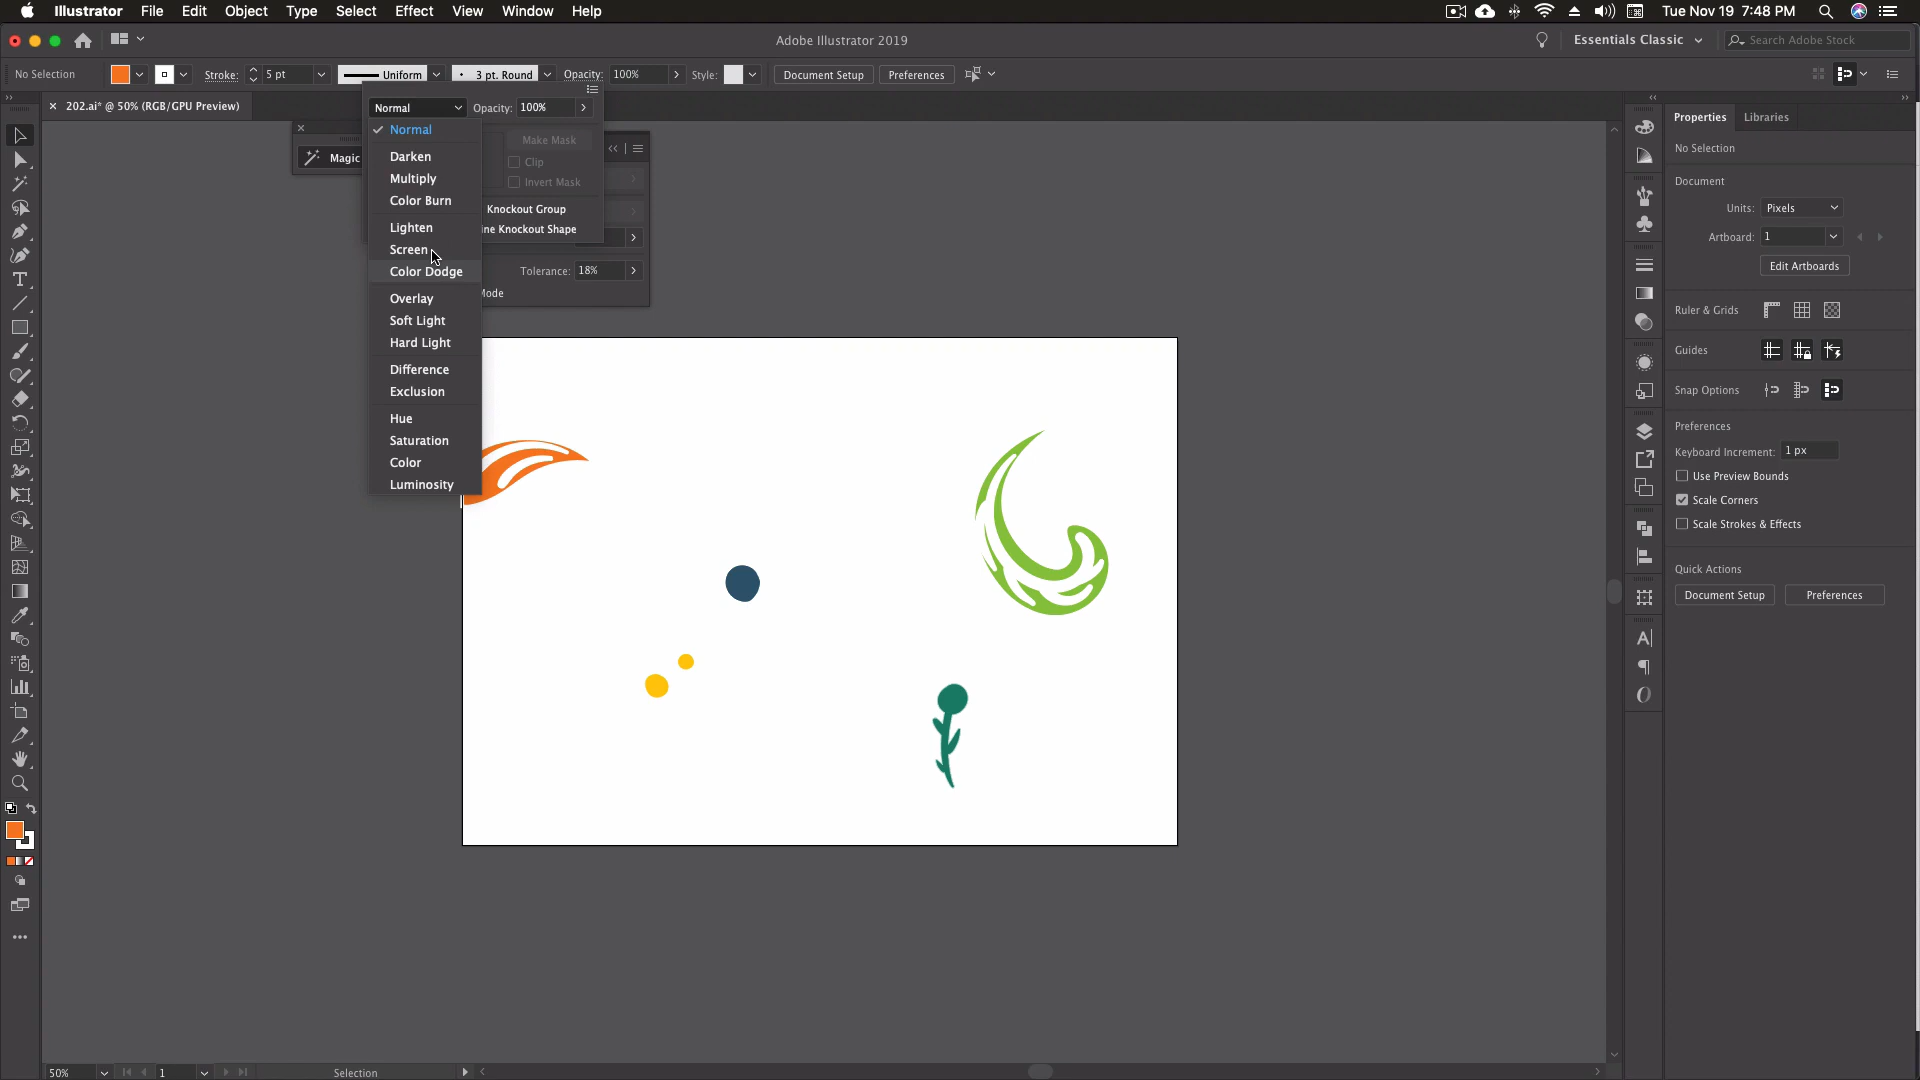 Illustrator File Edit Object Type Select Effect View Window Help
Tue Nov 19 7:48 PM
Adobe Illustrator 2019
Essentials Classic
Search Adobe Stock
No Selection
Stroke: 5 pt
Uniform
3 pt. Round
Opacity: 100%
Style:
Document Setup
Preferences
202.ai* @ 50% (RGB/GPU Preview)
Normal
Opacity: 100%
Normal
Darken
Multiply
Color Burn
Lighten
Screen
Color Dodge
Overlay
Soft Light
Hard Light
Difference
Exclusion
Hue
Saturation
Color
Luminosity
Make Mask
Clip
Invert Mask
Knockout Group
ine Knockout Shape
Magic
Tolerance: 18%
Mode
Properties
Libraries
No Selection
Document
Units: Pixels
Artboard: 1
Edit Artboards
Ruler & Grids
Guides
Snap Options
Preferences
Keyboard Increment: 1 px
Use Preview Bounds
Scale Corners
Scale Strokes & Effects
Quick Actions
Document Setup
Preferences
50%
1
Selection